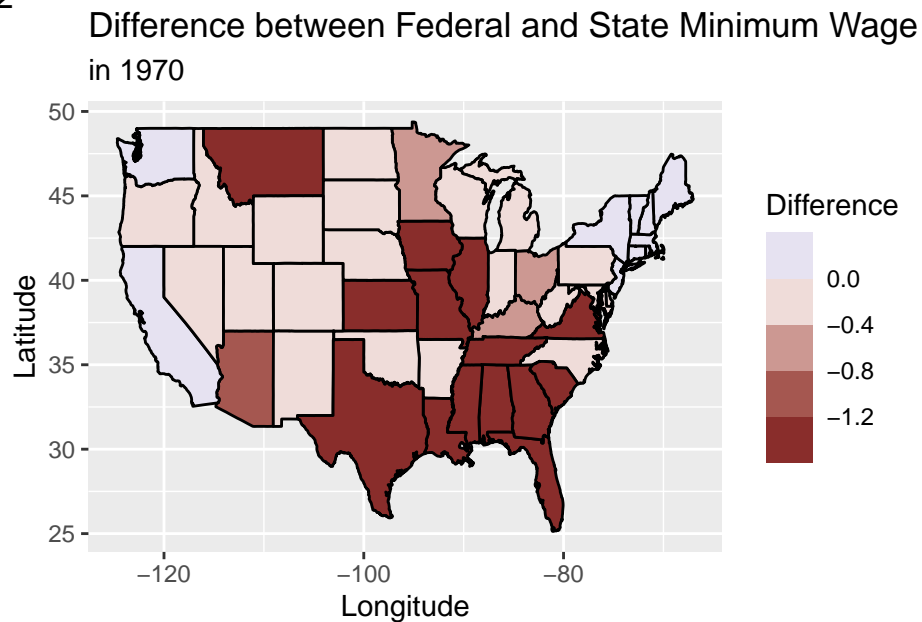 Difference between Federal and State Minimum Wage
in 1970
50
45
40
35
30
25
Latitude
−120
−100
−80
Longitude
Difference
0.0
−0.4
−0.8
−1.2